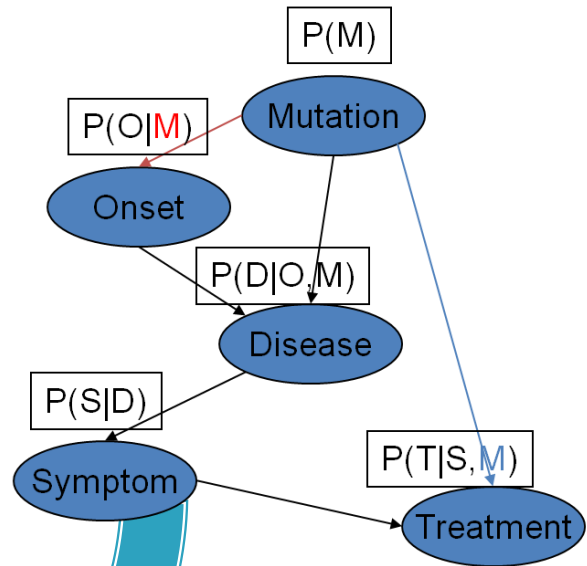 P(M)
Mutation
P(O|M)
Onset
P(D|O,M)
Disease
P(S|D)
Symptom
P(T|S,M)
Treatment